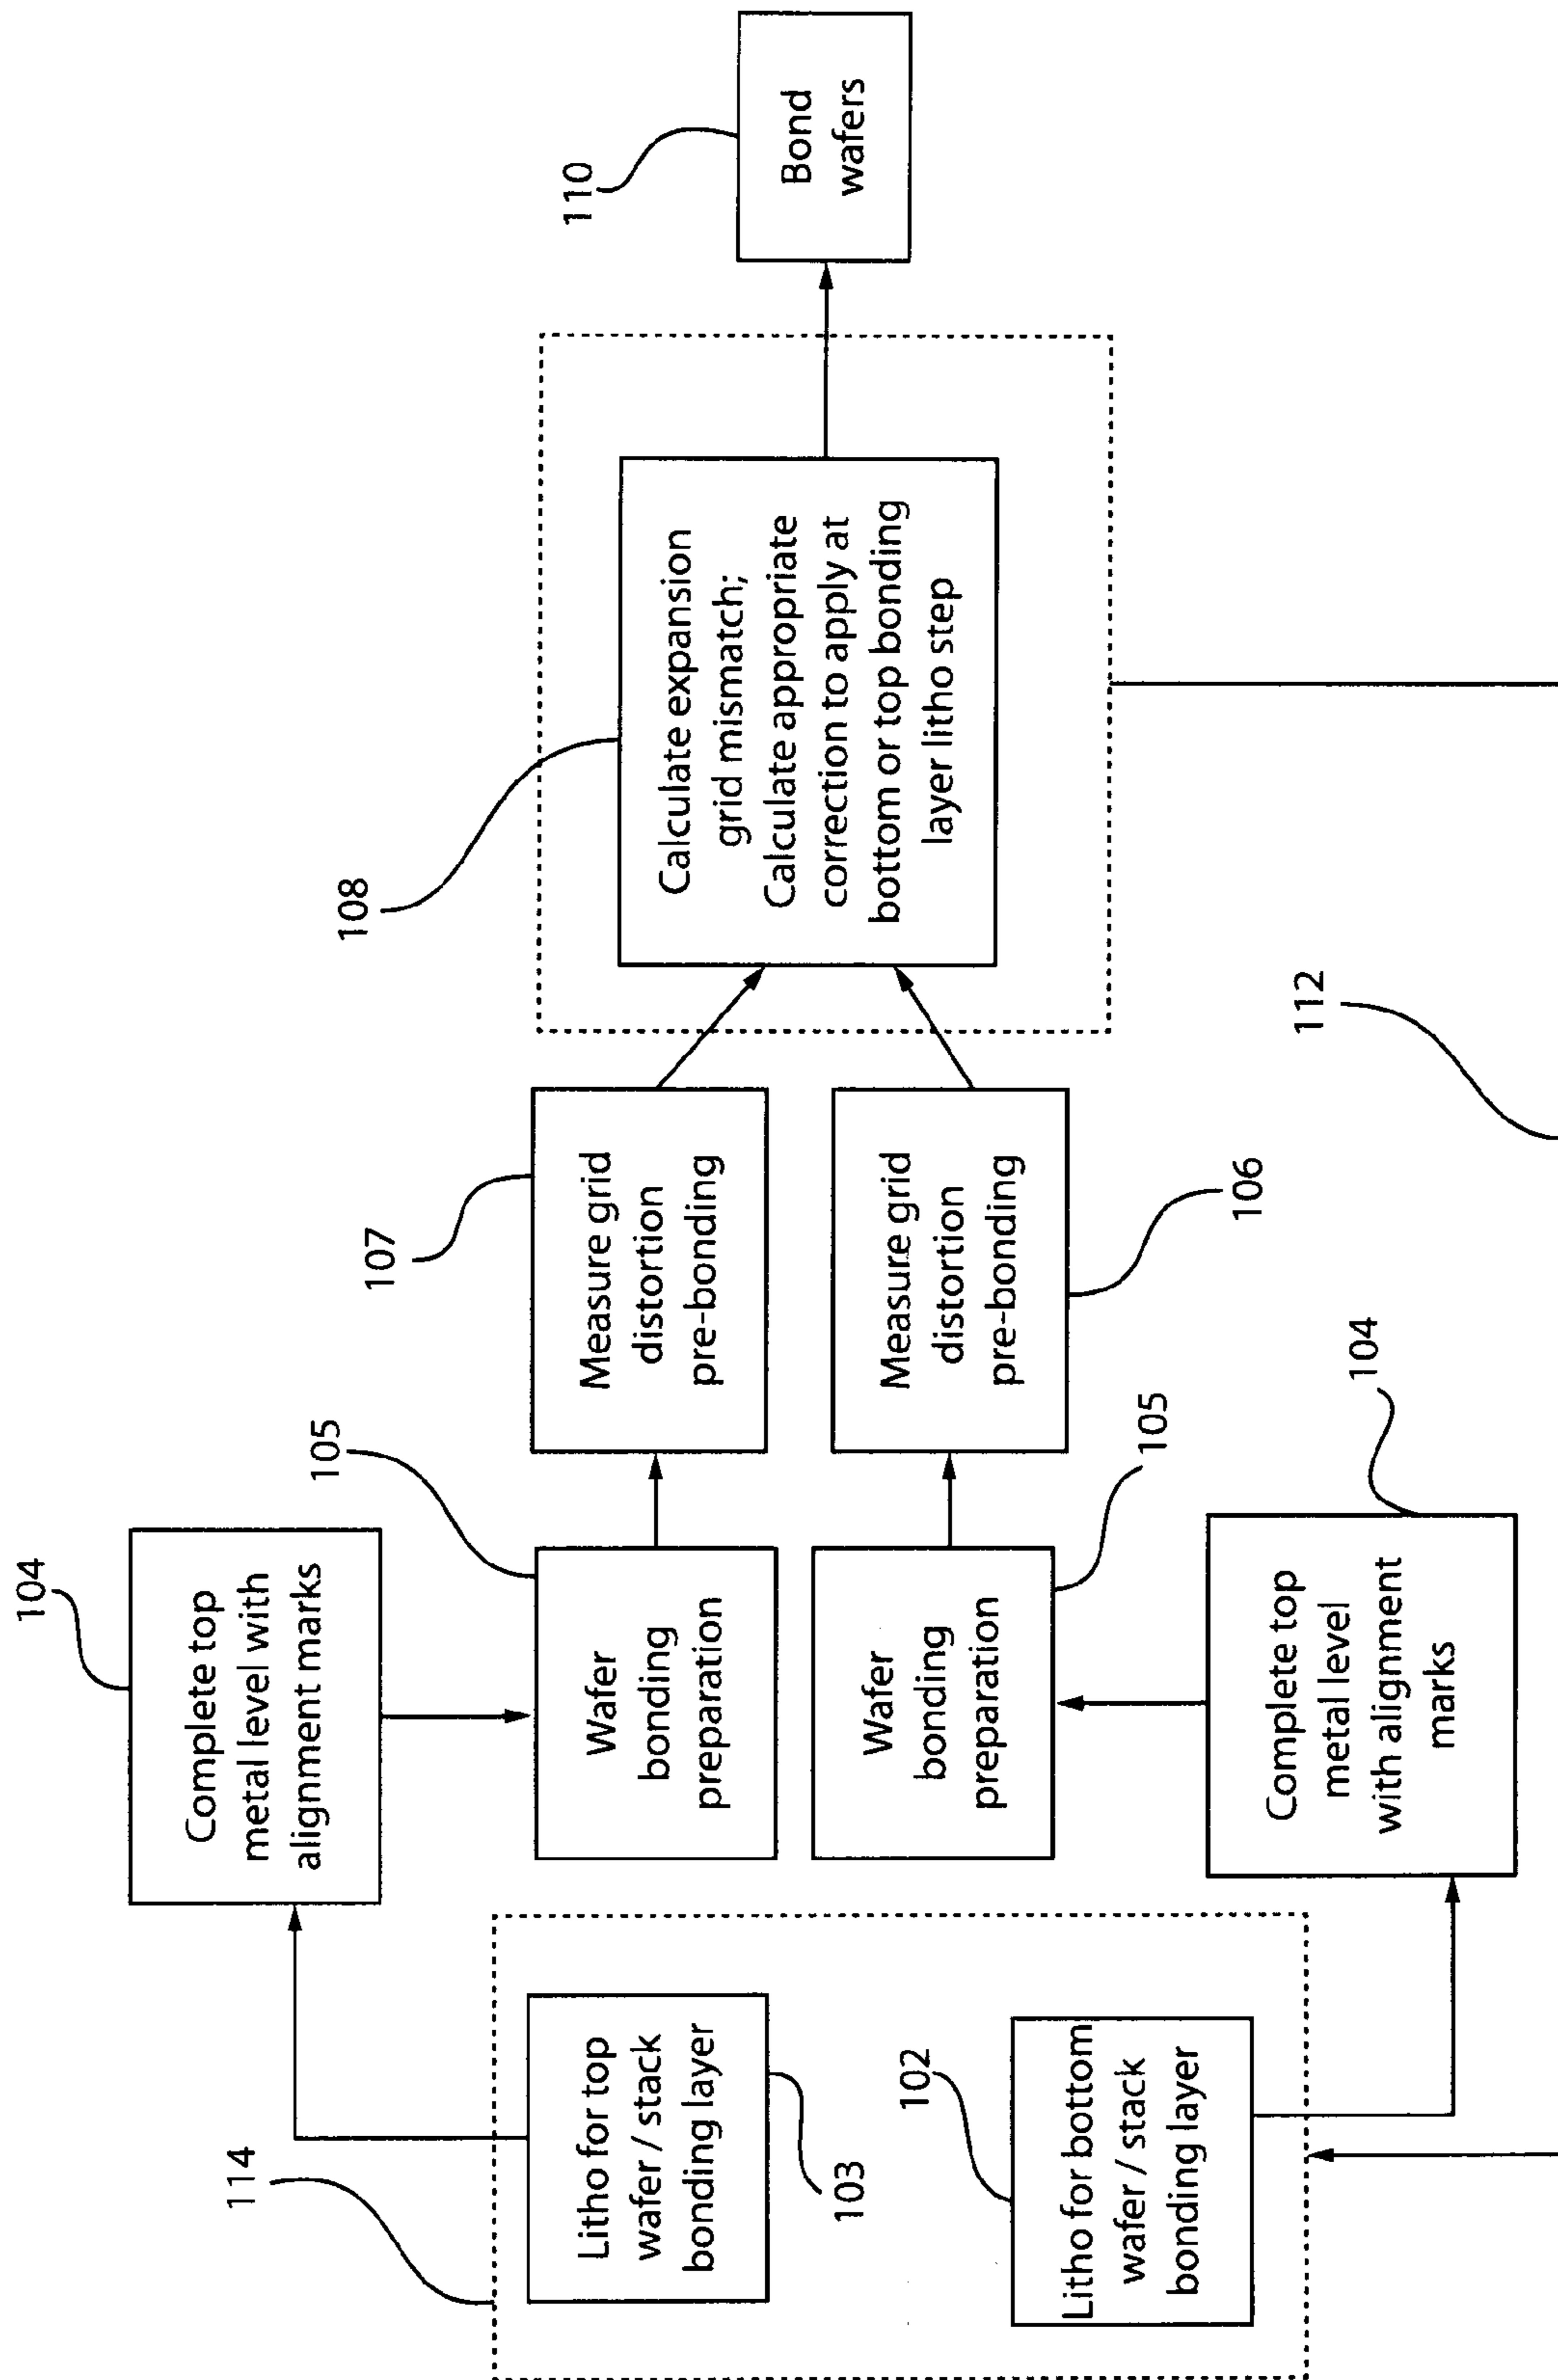 114
Litho for top
wafer / stack
bonding layer
103
102
Litho for bottom
wafer / stack
bonding layer
104
Complete top
metal level with
alignment marks
105
Wafer
bonding
preparation
Wafer
bonding
preparation
105
Complete top
metal level
with alignment
marks
104
107
Measure grid
distortion
pre-bonding
Measure grid
distortion
pre-bonding
106
108
Calculate expansion
grid mismatch;
Calculate appropriate
correction to apply at
bottom or top bonding
layer litho step
112
110
Bond
wafers